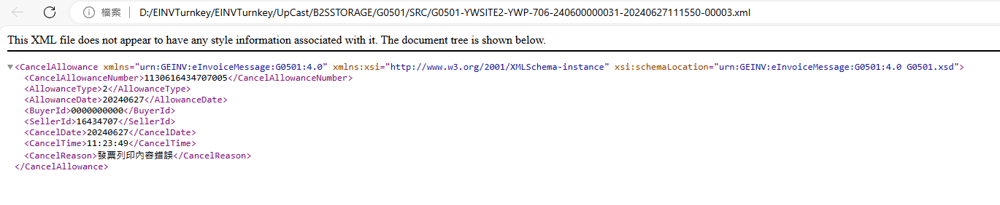 檔案 D:/EINVTurnkey/EINVTurnkey/UpCast/B2SSTORAGE/G0501/SRC/G0501-YWSITE2-YWP-706-240600000031-20240627111550-00003.xml
This XML file does not appear to have any style information associated with it. The document tree is shown below.
<CancelAllowance xmlns="urn:GEINV:eInvoiceMessage:G0501:4.0" xmlns:xsi="http://www.w3.org/2001/XMLSchema-instance" xsi:schemaLocation="urn:GEINV:eInvoiceMessage:G0501:4.0 G0501.xsd">
<CancelAllowanceNumber>1130616434707005</CancelAllowanceNumber>
<AllowanceType>2</AllowanceType>
<AllowanceDate>20240627</AllowanceDate>
<BuyerId>0000000000</BuyerId>
<SellerId>16434707</SellerId>
<CancelDate>20240627</CancelDate>
<CancelTime>11:23:49</CancelTime>
<CancelReason>發票列印內容錯誤</CancelReason>
</CancelAllowance>